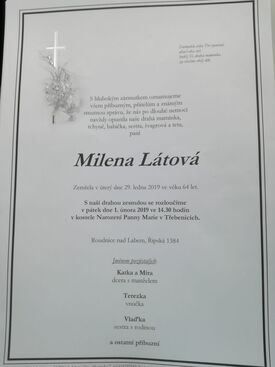 S hlubokým zármutkem oznamujeme
všem příbuzným, přátelům a známým
smutnou zprávu, že nás po dlouhé nemoci
navždy opustila naše drahá maminka,
tchyně, babička, sestra, švagrová a teta,
paní
Milena Látová
Zemřela v úterý dne 29. ledna 2019 ve věku 64 let.
S naší drahou zesnulou se rozloučíme
v pátek dne 1. února 2019 ve 14.30 hodin
v kostele Narození Panny Marie v Třebenicích.
Roudnice nad Labem, Řipská 1384
Jménem pozůstalých
Katka a Míra
dcera s manželem
Terezka
vnučka
Vlaďka
sestra s rodinou
a ostatní příbuzní